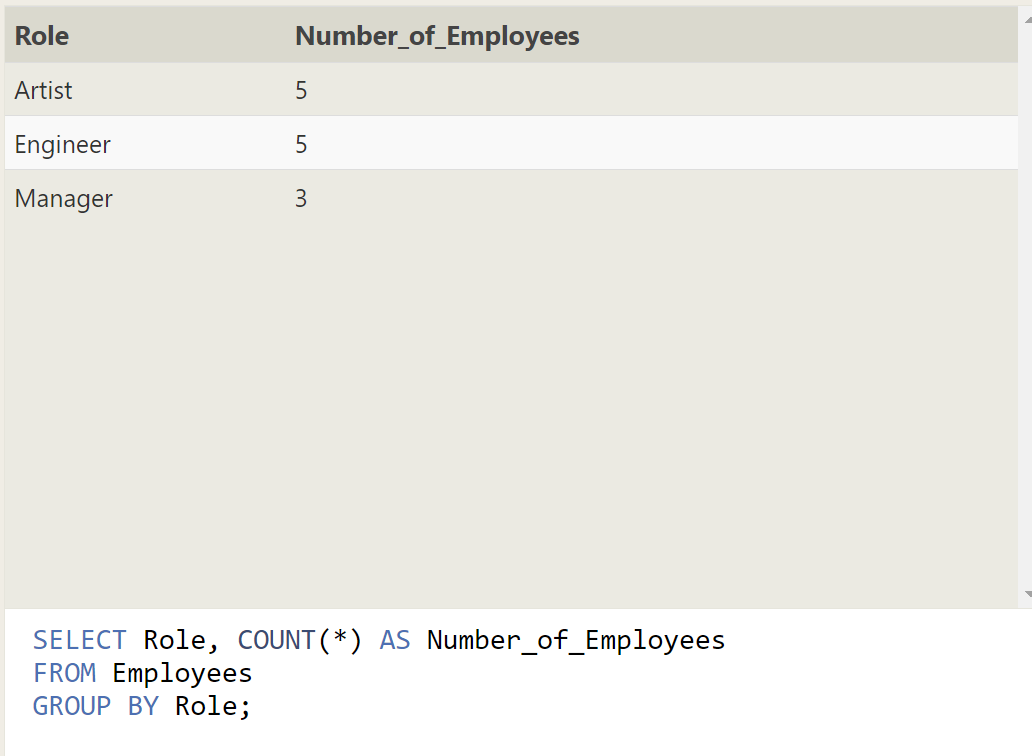 Role Number_of_Employees
Artist 5
Engineer 5
Manager 3
SELECT Role, COUNT(*) AS Number_of_Employees
FROM Employees
GROUP BY Role;